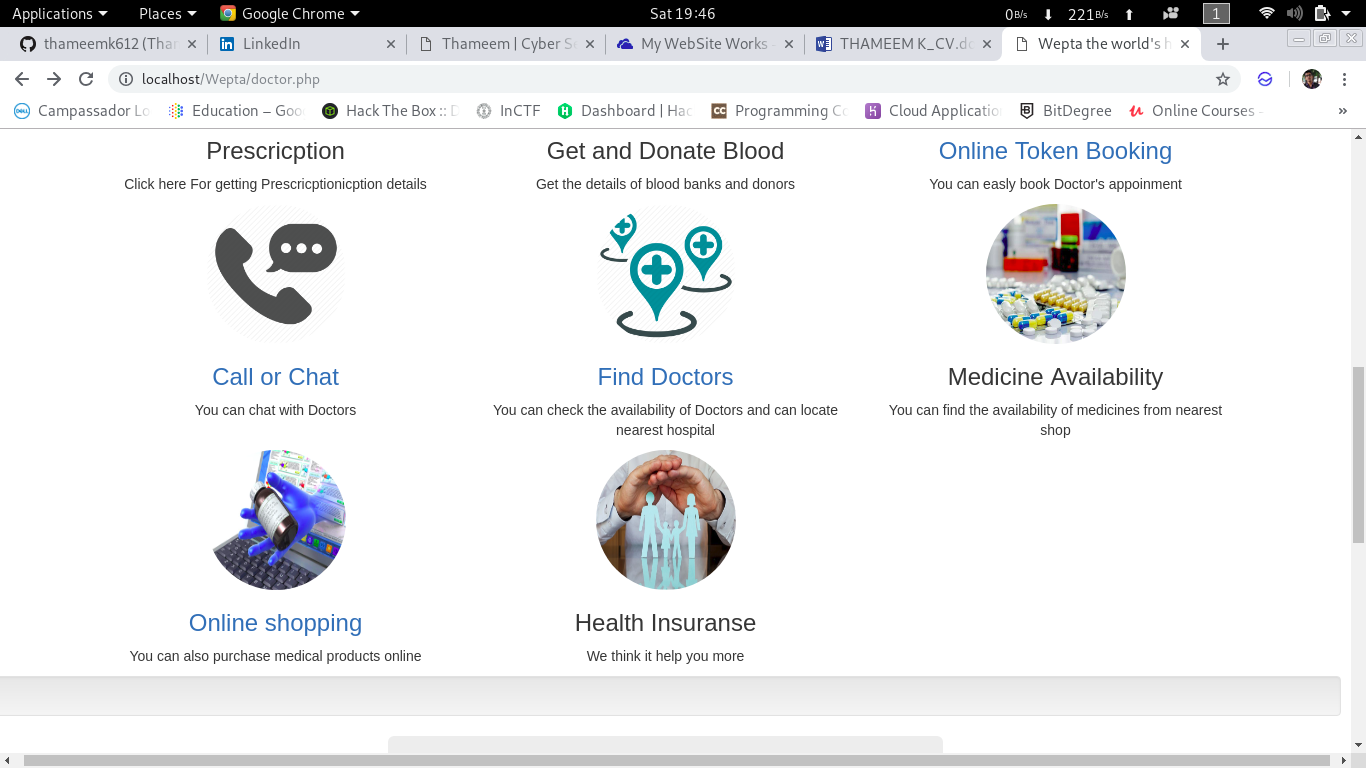 Applications Places Google Chrome Sat 19:46 0B/s 221B/s 1
thameemk612 (Thar LinkedIn Thameem | Cyber Se My WebSite Works - THAMEEM K_CV.do Wepta the world's h
localhost/Wepta/doctor.php
Campassador Lo Education – Goo Hack The Box :: D InCTF Dashboard | Hac Programming Co Cloud Application BitDegree Online Courses -
Prescricption Get and Donate Blood Online Token Booking
Click here For getting Prescricptionicption details Get the details of blood banks and donors You can easly book Doctor's appoinment
Call or Chat Find Doctors Medicine Availability
You can chat with Doctors You can check the availability of Doctors and can locate You can find the availability of medicines from nearest
nearest hospital shop
Online shopping Health Insuranse
You can also purchase medical products online We think it help you more